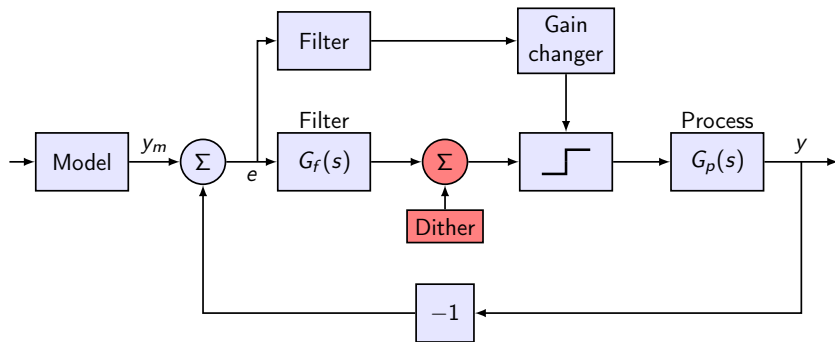 Filter
Gain
changer
Filter
Process
Model
y_m
Σ
e
G_f(s)
Σ
G_p(s)
y
Dither
−1